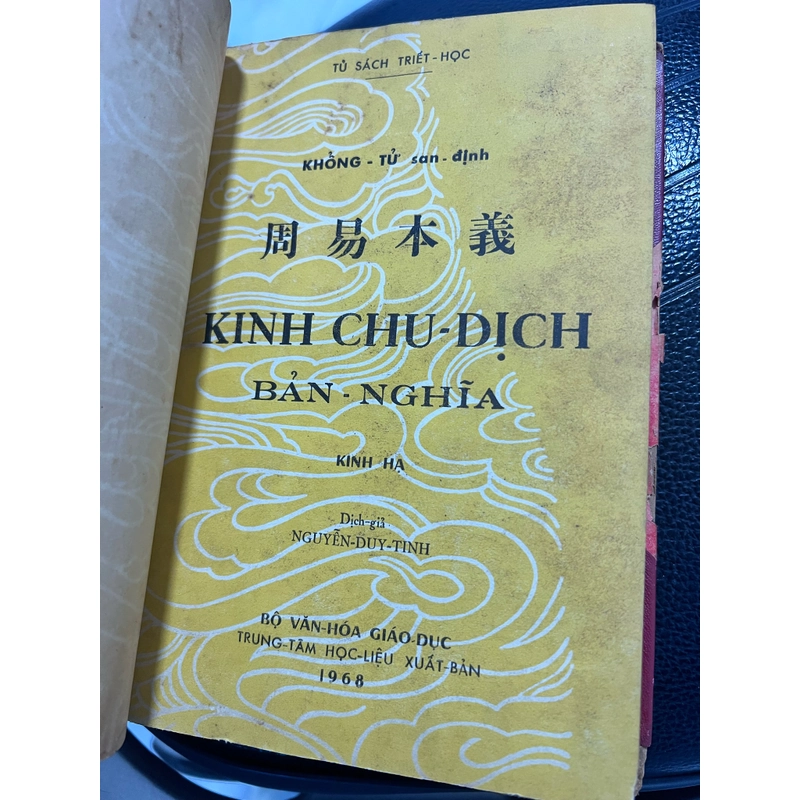 TỦ SÁCH TRIẾT-HỌC
KHỔNG - TỬ san-định
周易本義
KINH CHU-DỊCH
BẢN - NGHĨA
KINH HẠ
Dịch-giả
NGUYỄN-DUY-TINH
BỘ VĂN-HÓA GIÁO-DỤC
TRUNG-TÂM HỌC-LIỆU XUẤT-BẢN
1968